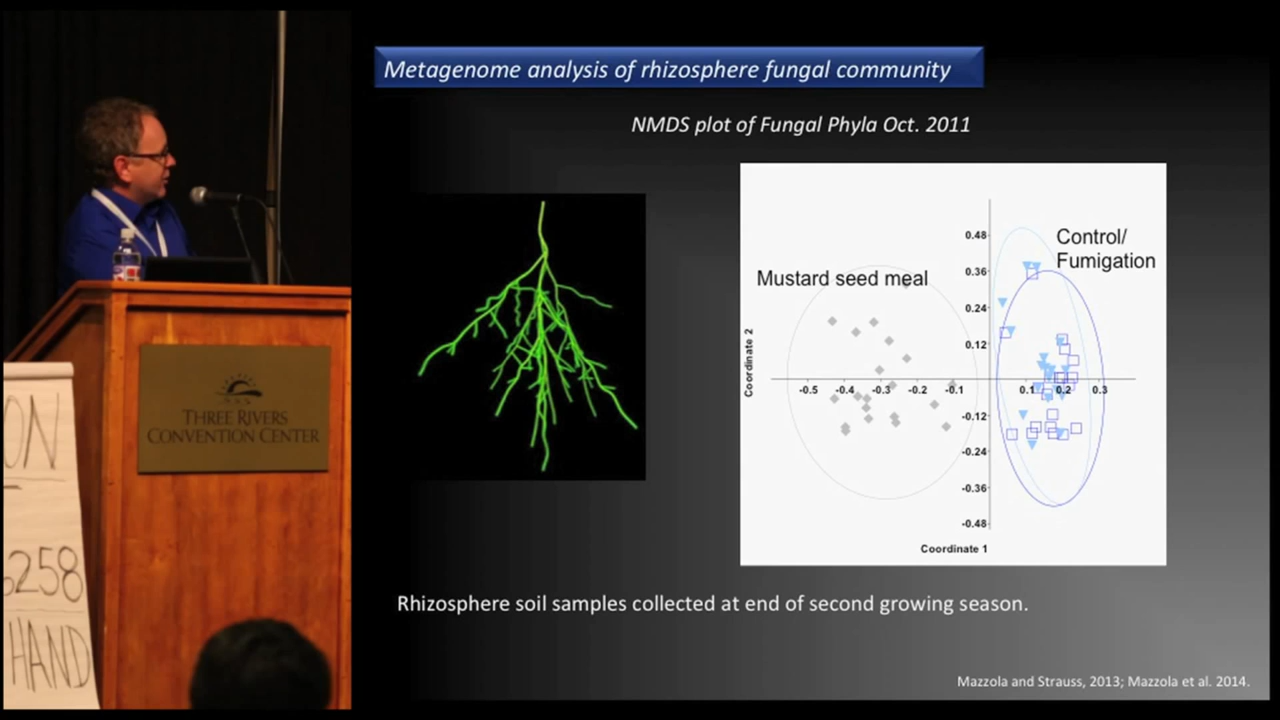 Metagenome analysis of rhizosphere fungal community
NMDS plot of Fungal Phyla Oct. 2011
Mustard seed meal
Control/
Fumigation
0.48
0.36
0.24
0.12
-0.5 -0.4 -0.3 -0.2 -0.1 0.1 0.2 0.3
-0.12
-0.24
-0.36
-0.48
Coordinate 2
Coordinate 1
Rhizosphere soil samples collected at end of second growing season.
Mazzola and Strauss, 2013; Mazzola et al. 2014.
THREE RIVERS
CONVENTION CENTER
ON
258
HAND